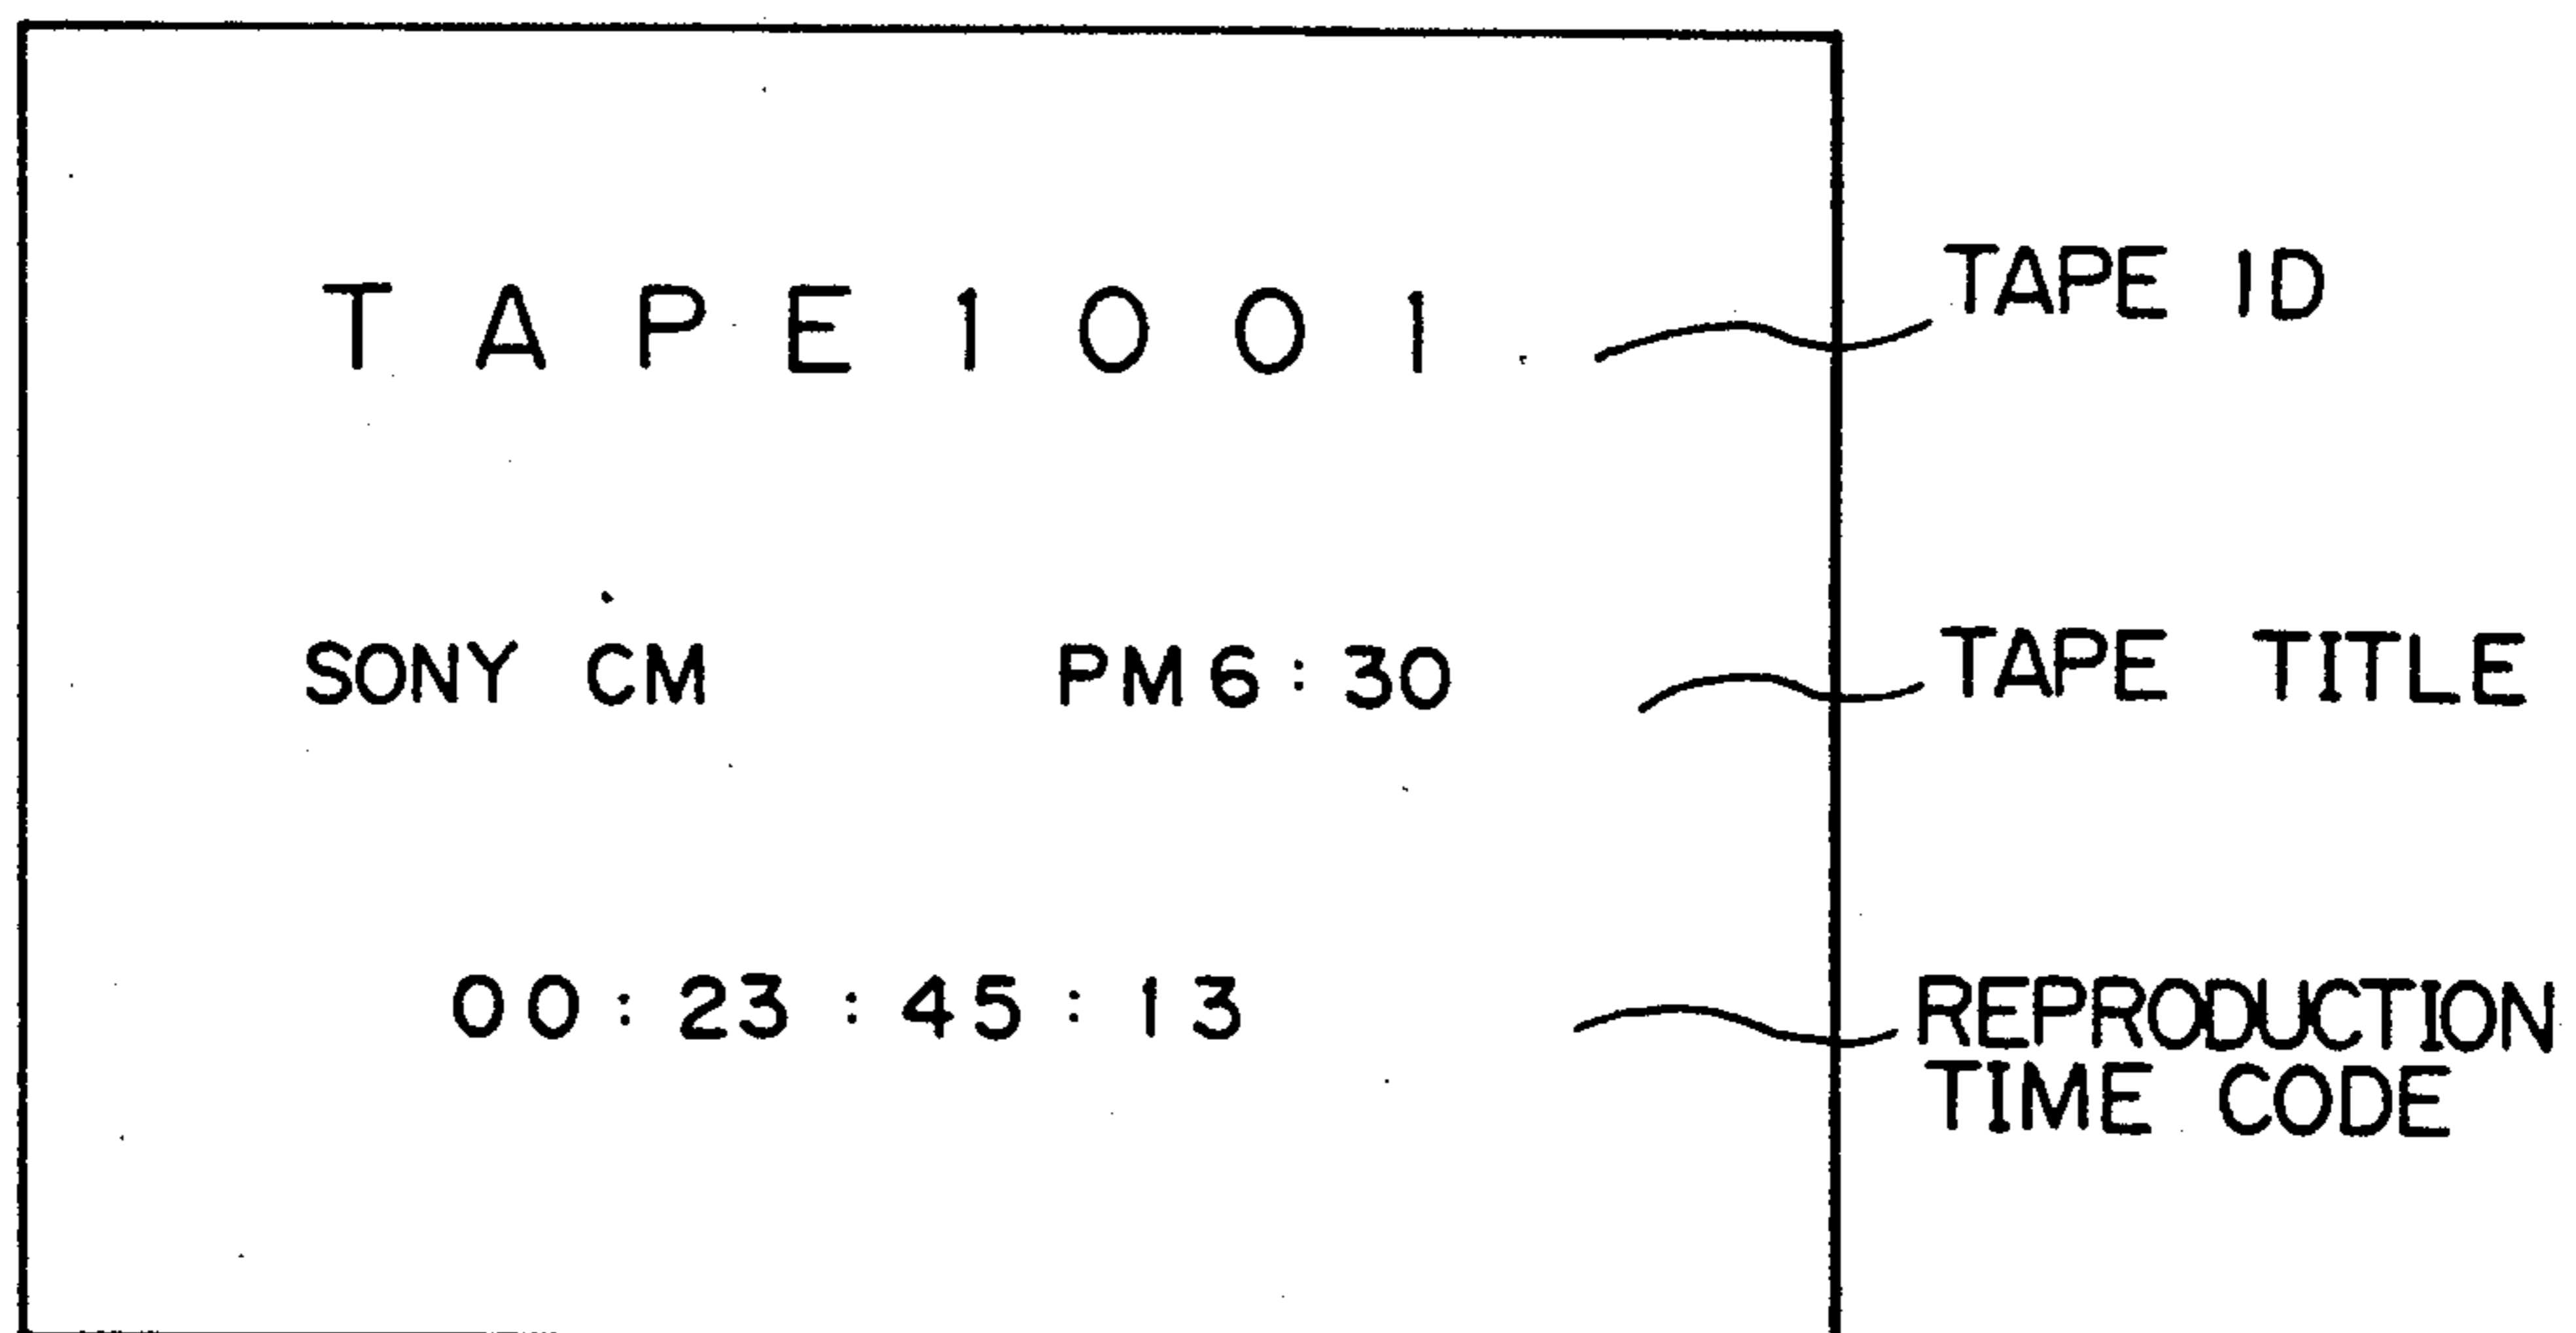 TAPE1001 TAPE ID
SONY CM PM6:30 TAPE TITLE
00:23:45:13 REPRODUCTION
TIME CODE